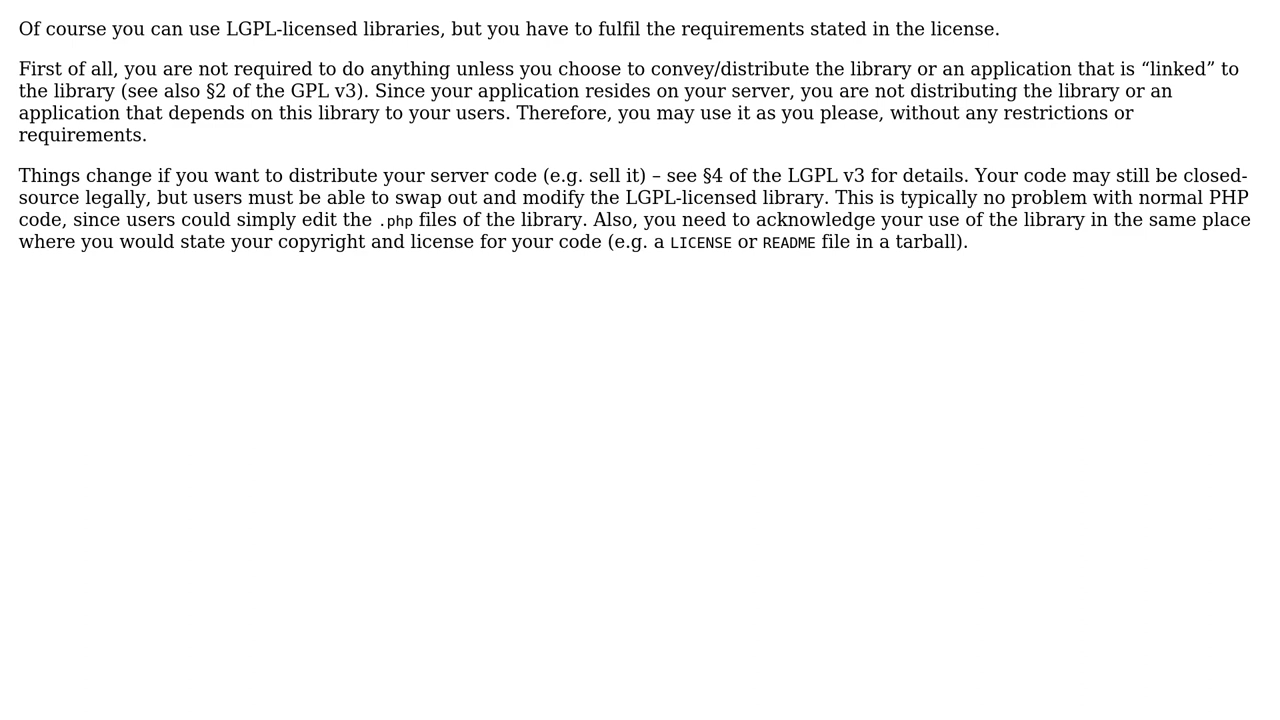 Of course you can use LGPL-licensed libraries, but you have to fulfil the requirements stated in the license.
First of all, you are not required to do anything unless you choose to convey/distribute the library or an application that is “linked” to
the library (see also §2 of the GPL v3). Since your application resides on your server, you are not distributing the library or an
application that depends on this library to your users. Therefore, you may use it as you please, without any restrictions or
requirements.
Things change if you want to distribute your server code (e.g. sell it) – see §4 of the LGPL v3 for details. Your code may still be closed-
source legally, but users must be able to swap out and modify the LGPL-licensed library. This is typically no problem with normal PHP
code, since users could simply edit the .php files of the library. Also, you need to acknowledge your use of the library in the same place
where you would state your copyright and license for your code (e.g. a LICENSE or README file in a tarball).